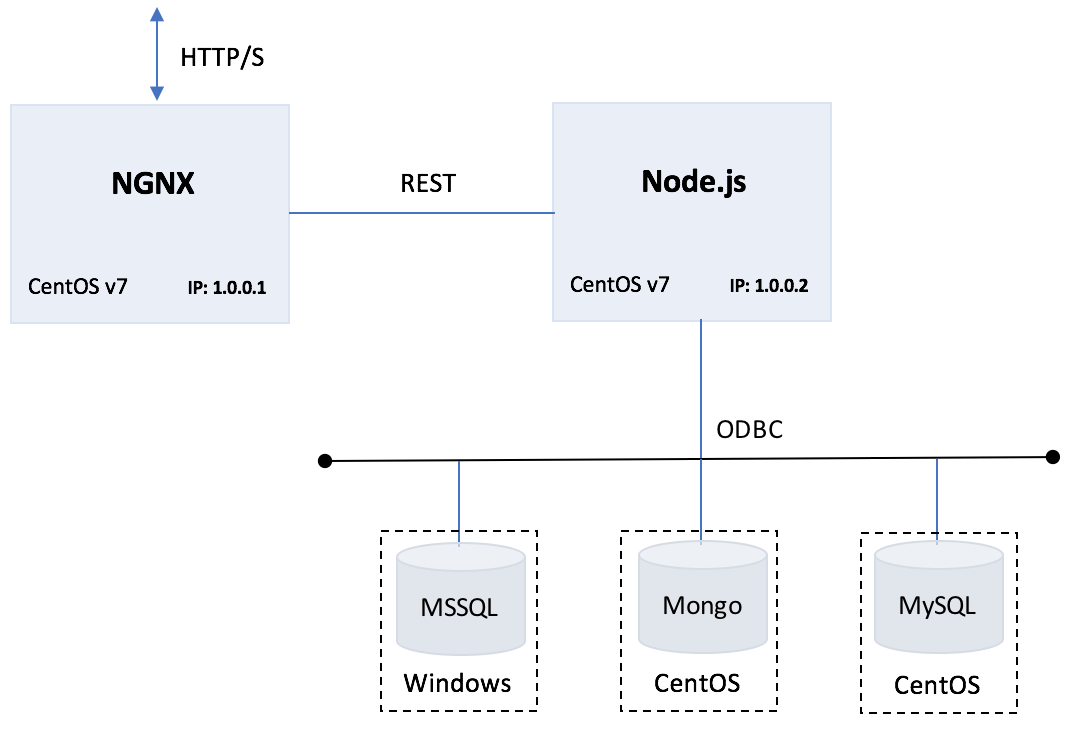 HTTP/S
NGNX
REST
Node.js
CentOS v7
IP: 1.0.0.1
CentOS v7
IP: 1.0.0.2
ODBC
MSSQL
Mongo
MySQL
Windows
CentOS
CentOS